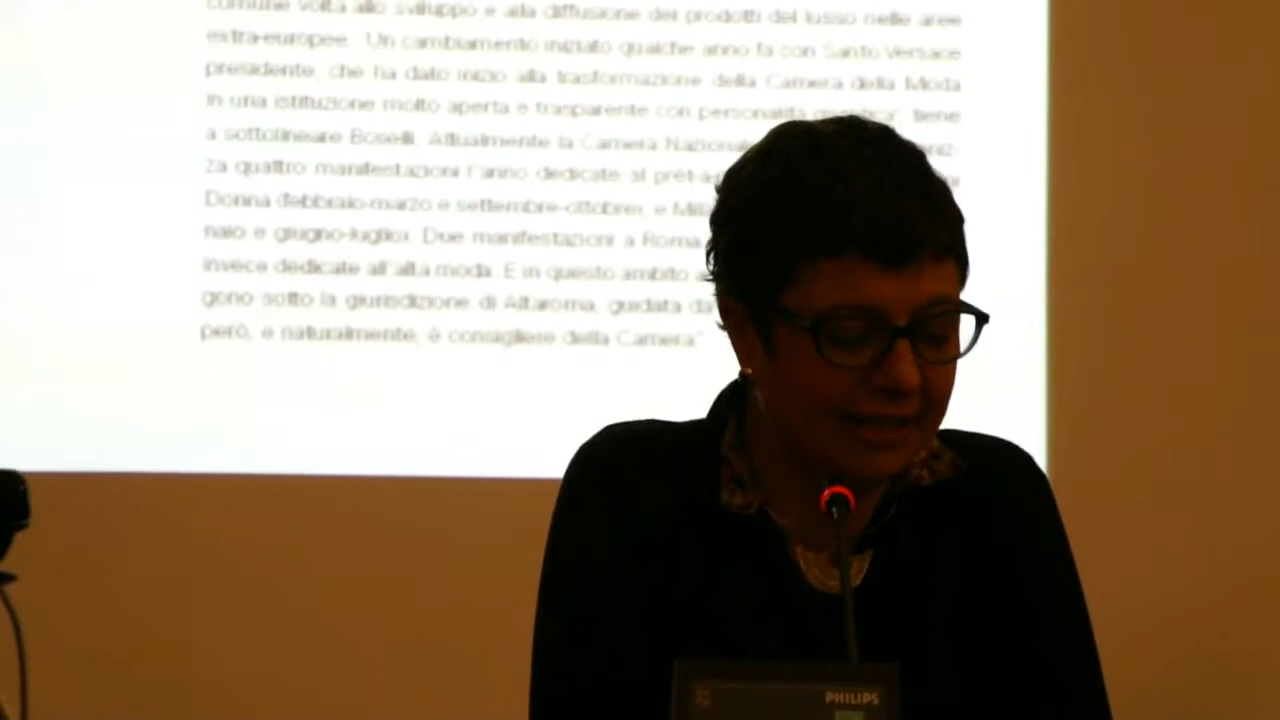 comune volta allo sviluppo e alla diffusione dei prodotti del lusso nelle aree
extra-europee. Un cambiamento iniziato qualche anno fa con Santo Versace
presidente, che ha dato inizio alla trasformazione della Camera della Moda
in una istituzione molto aperta e trasparente con personalità giuridica", tiene
a sottolineare Boselli. Attualmente la Camera Nazionale
za quattro manifestazioni l'anno dedicate al prêt-à-
Donna (febbraio-marzo e settembre-ottobre), e
naio e giugno-luglio). Due manifestazioni a Roma
invece dedicate all'alta moda. E in questo ambito
gono sotto la giurisdizione di Altaroma, guidata da
però, e naturalmente, è consigliere della Camera"
PHILIPS